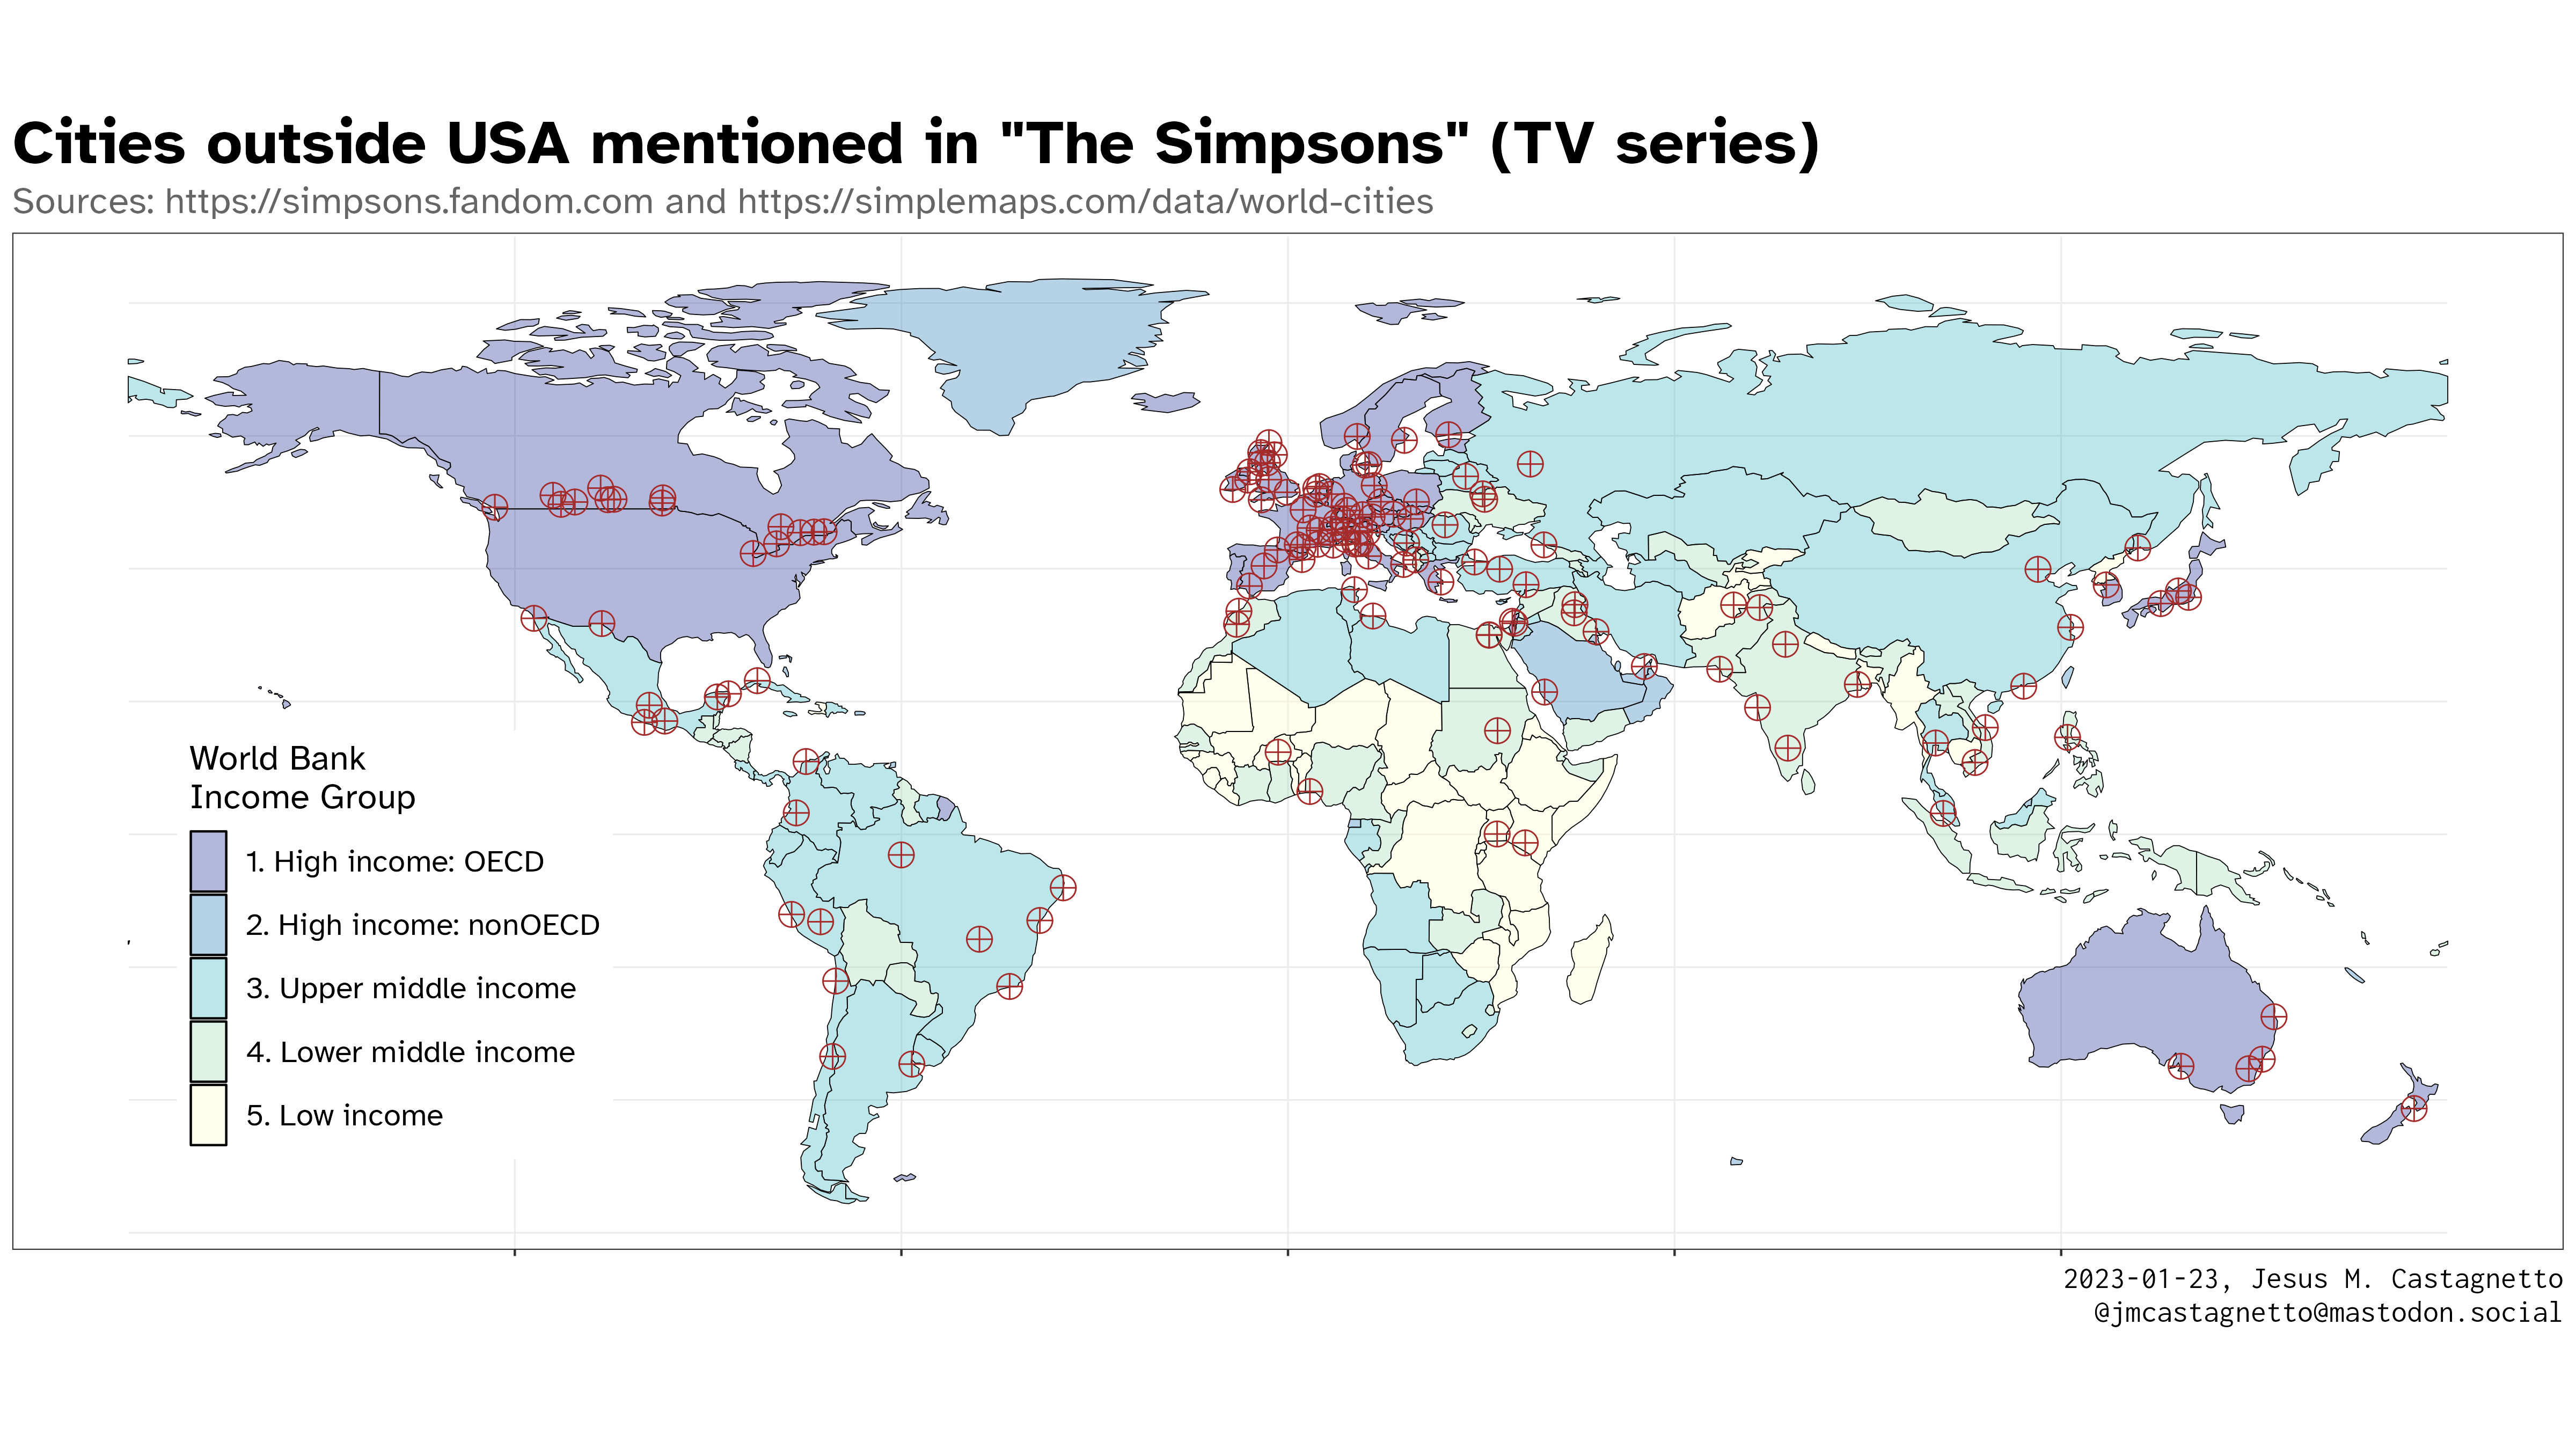 Cities outside USA mentioned in "The Simpsons" (TV series)
Sources: https://simpsons.fandom.com and https://simplemaps.com/data/world-cities
World Bank
Income Group
1. High income: OECD
2. High income: nonOECD
3. Upper middle income
4. Lower middle income
5. Low income
2023-01-23, Jesus M. Castagnetto
@jmcastagnetto@mastodon.social